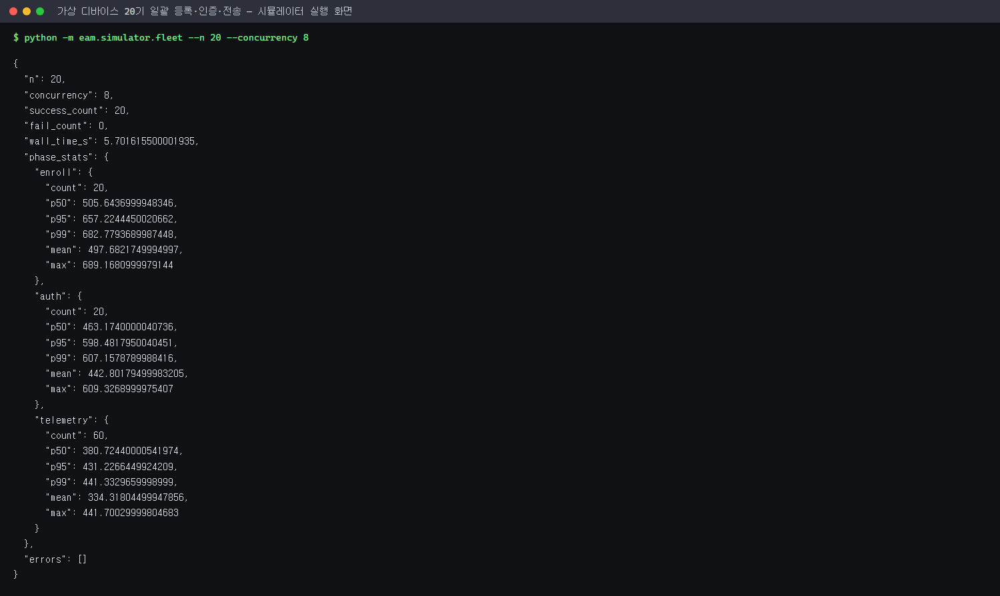 가상 디바이스 20기 일괄 등록·인증·전송 — 시뮬레이터 실행 화면
$ python -m eam.simulator.fleet --n 20 --concurrency 8
{
  "n": 20,
  "concurrency": 8,
  "success_count": 20,
  "fail_count": 0,
  "wall_time_s": 5.701615500001935,
  "phase_stats": {
    "enroll": {
      "count": 20,
      "p50": 505.6436999948346,
      "p95": 657.2244450020662,
      "p99": 682.7793689987448,
      "mean": 497.6821749994997,
      "max": 689.1680999979144
    },
    "auth": {
      "count": 20,
      "p50": 463.1740000040736,
      "p95": 598.4817950040451,
      "p99": 607.1578789988416,
      "mean": 442.80179499983205,
      "max": 609.3268999975407
    },
    "telemetry": {
      "count": 60,
      "p50": 380.72440000541974,
      "p95": 431.2266449924209,
      "p99": 441.3329659998999,
      "mean": 334.31804499947856,
      "max": 441.70029999804683
    }
  },
  "errors": []
}